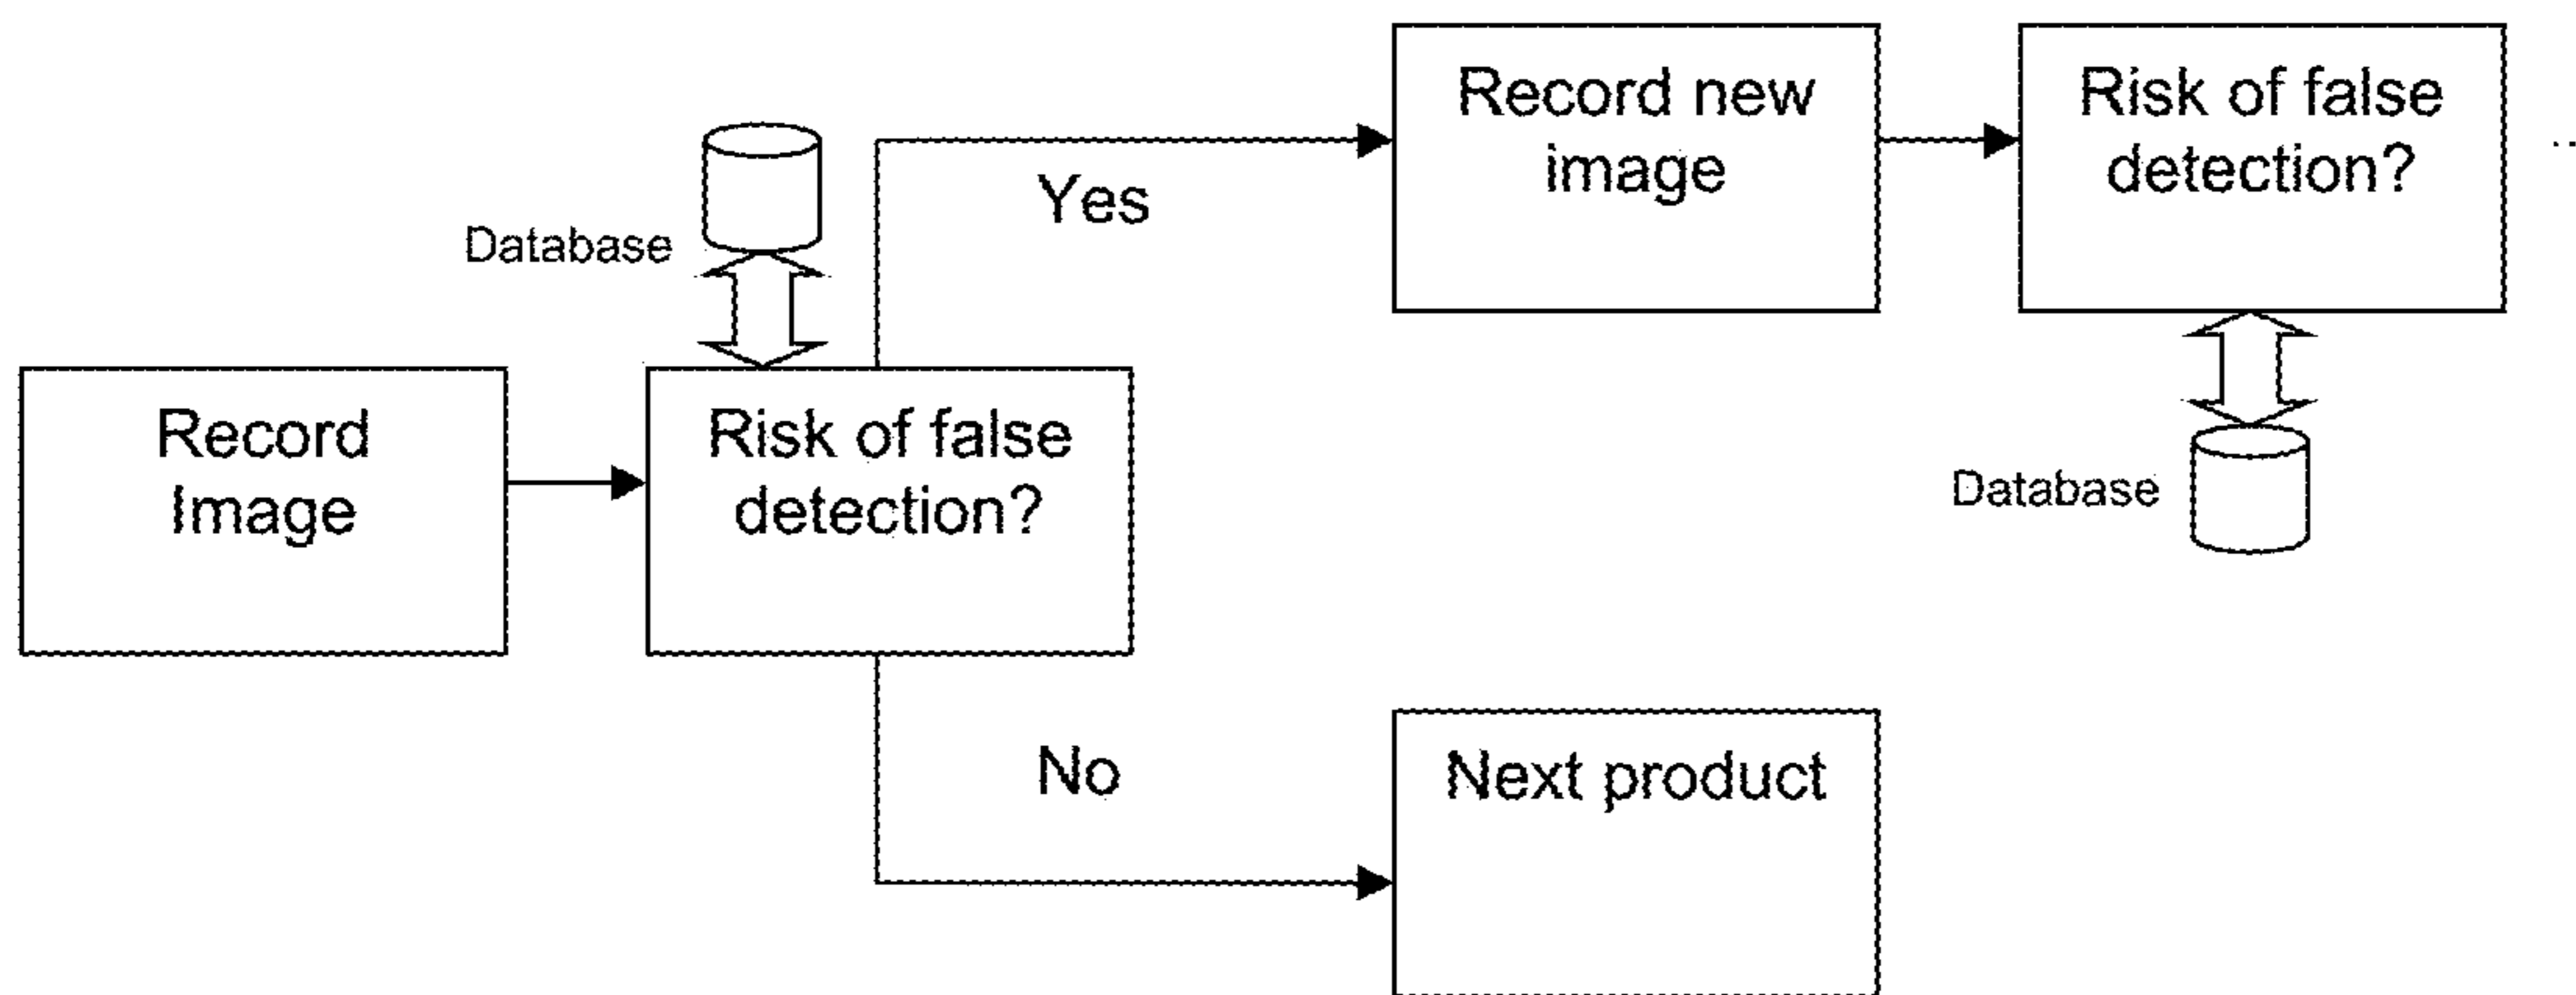 Record
Image
Database
Risk of false
detection?
Yes
Record new
image
Risk of false
detection?
..
Database
No
Next product